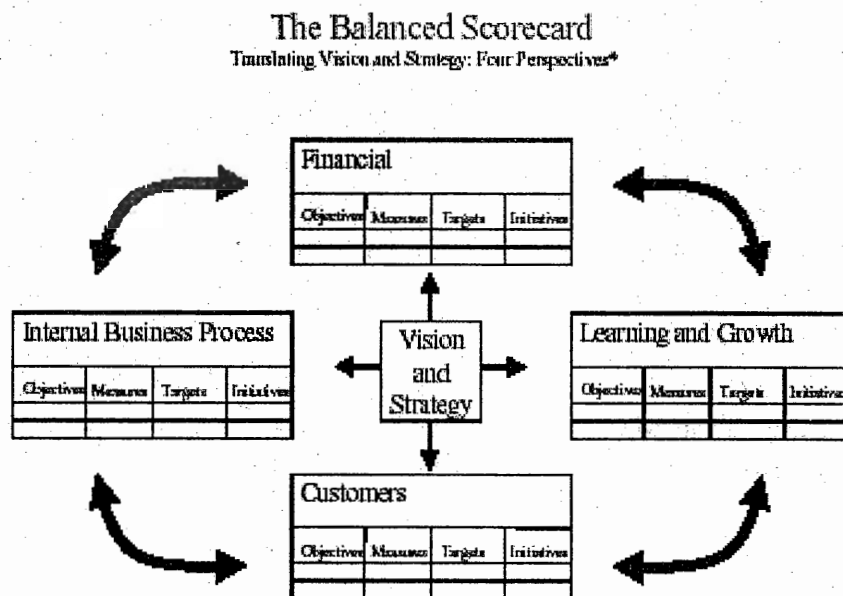 The Balanced Scorecard
Translating Vision and Strategy: Four Perspectives*
Financial
Objectives Measures Targets Initiatives
Internal Business Process
Objectives Measures Targets Initiatives
Vision
and
Strategy
Learning and Growth
Objectives Measures Targets Initiatives
Customers
Objectives Measures Targets Initiatives